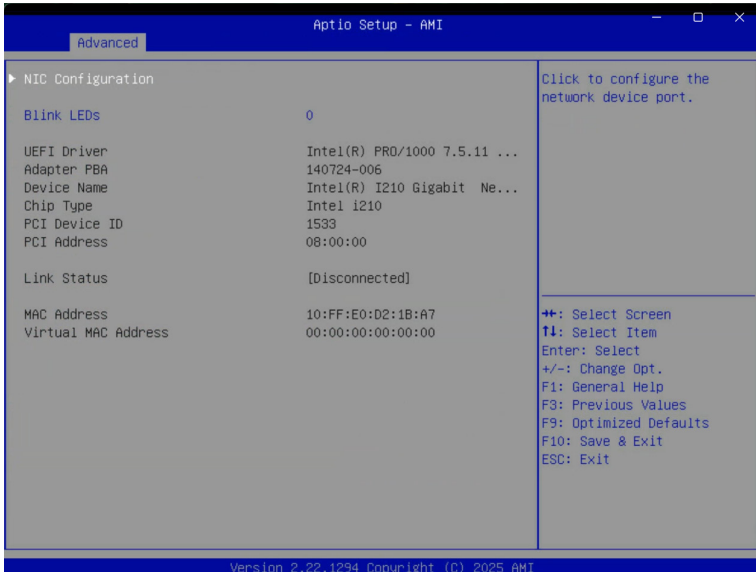 Aptio Setup - AMI
Advanced
NIC Configuration
Blink LEDs 0
UEFI Driver Intel(R) PRO/1000 7.5.11 ...
Adapter PBA 140724-006
Device Name Intel(R) I210 Gigabit  Ne...
Chip Type Intel i210
PCI Device ID 1533
PCI Address 08:00:00
Link Status [Disconnected]
MAC Address 10:FF:E0:D2:1B:A7
Virtual MAC Address 00:00:00:00:00:00
Click to configure the
network device port.
→←: Select Screen
↑↓: Select Item
Enter: Select
+/-: Change Opt.
F1: General Help
F3: Previous Values
F9: Optimized Defaults
F10: Save & Exit
ESC: Exit
Version 2.22.1294 Copyright (C) 2025 AMI